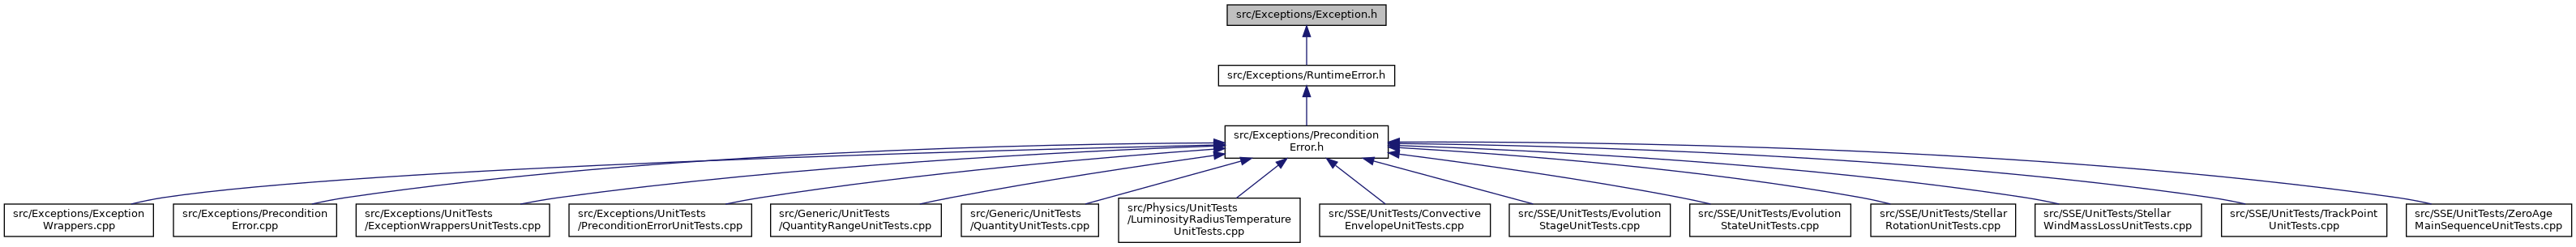 src/Exceptions/Exception.h
src/Exceptions/RuntimeError.h
src/Exceptions/Precondition
Error.h
src/Exceptions/Exception
Wrappers.cpp
src/Exceptions/Precondition
Error.cpp
src/Exceptions/UnitTests
/ExceptionWrappersUnitTests.cpp
src/Exceptions/UnitTests
/PreconditionErrorUnitTests.cpp
src/Generic/UnitTests
/QuantityRangeUnitTests.cpp
src/Generic/UnitTests
/QuantityUnitTests.cpp
src/Physics/UnitTests
/LuminosityRadiusTemperature
UnitTests.cpp
src/SSE/UnitTests/Convective
EnvelopeUnitTests.cpp
src/SSE/UnitTests/Evolution
StageUnitTests.cpp
src/SSE/UnitTests/Evolution
StateUnitTests.cpp
src/SSE/UnitTests/Stellar
RotationUnitTests.cpp
src/SSE/UnitTests/Stellar
WindMassLossUnitTests.cpp
src/SSE/UnitTests/TrackPoint
UnitTests.cpp
src/SSE/UnitTests/ZeroAge
MainSequenceUnitTests.cpp